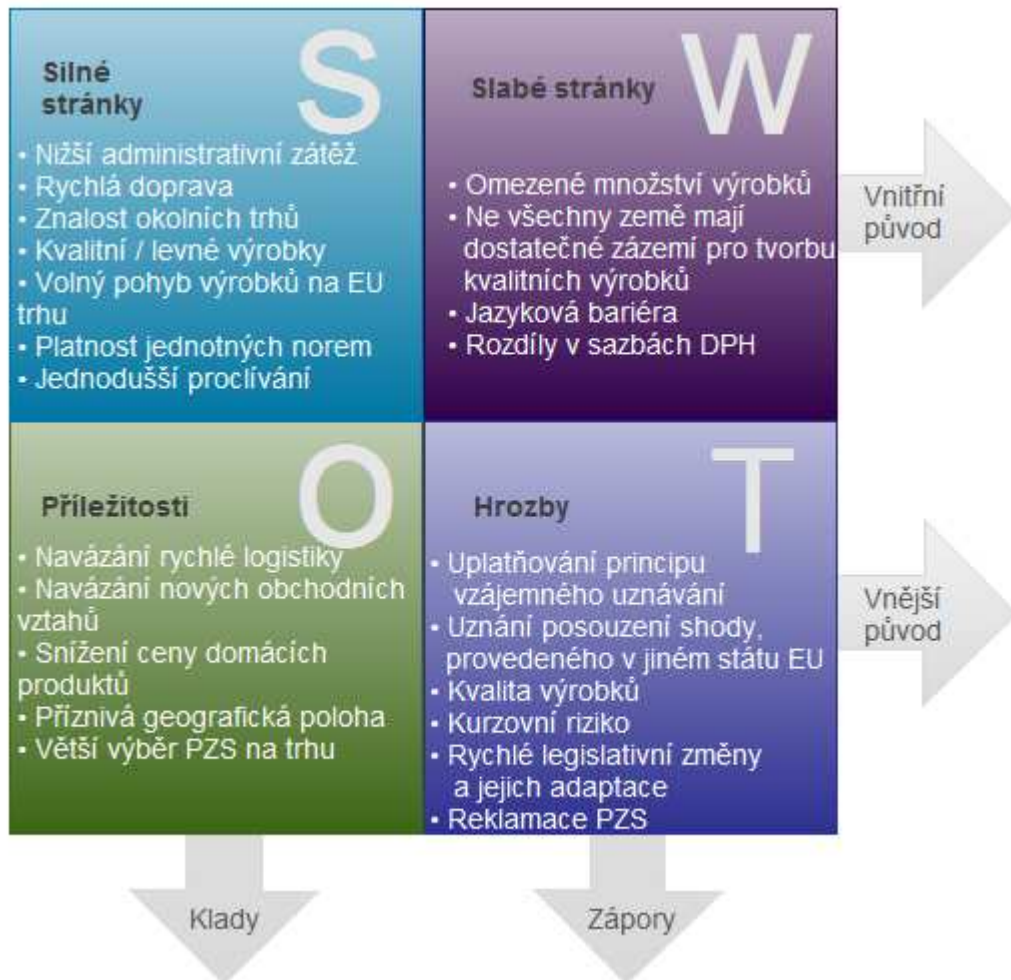 S
Silné
stránky
• Nižší administrativní zátěž
• Rychlá doprava
• Znalost okolních trhů
• Kvalitní / levné výrobky
• Volný pohyb výrobků na EU
trhu
• Platnost jednotných norem
• Jednodušší proclívání
W
Slabé stránky
• Omezené množství výrobků
• Ne všechny země mají
dostatečné zázemí pro tvorbu
kvalitních výrobků
• Jazyková bariéra
• Rozdíly v sazbách DPH
Vnitřní
původ
O
Příležitosti
• Navázání rychlé logistiky
• Navázání nových obchodních
vztahů
• Snížení ceny domácích
produktů
• Příznivá geografická poloha
• Větší výběr PZS na trhu
T
Hrozby
• Uplatňování principu
vzájemného uznávání
• Uznání posouzení shody,
provedeného v jiném státu EU
• Kvalita výrobků
• Kurzovní riziko
• Rychlé legislativní změny
a jejich adaptace
• Reklamace PZS
Vnější
původ
Klady
Zápory